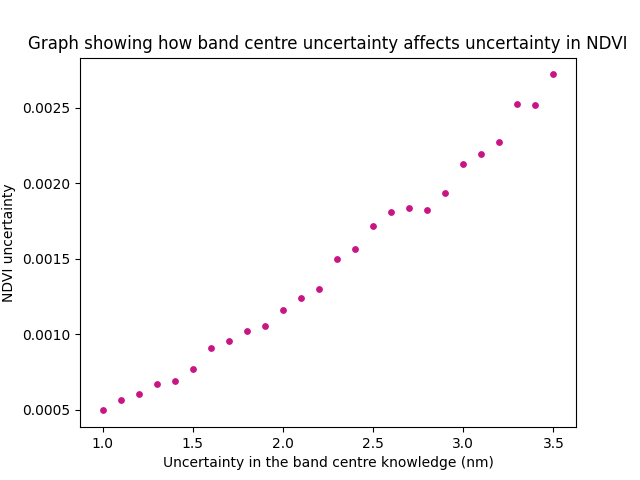 Graph showing how band centre uncertainty affects uncertainty in NDVI
0.0025
0.0020
0.0015
0.0010
0.0005
NDVI uncertainty
1.0 1.5 2.0 2.5 3.0 3.5
Uncertainty in the band centre knowledge (nm)